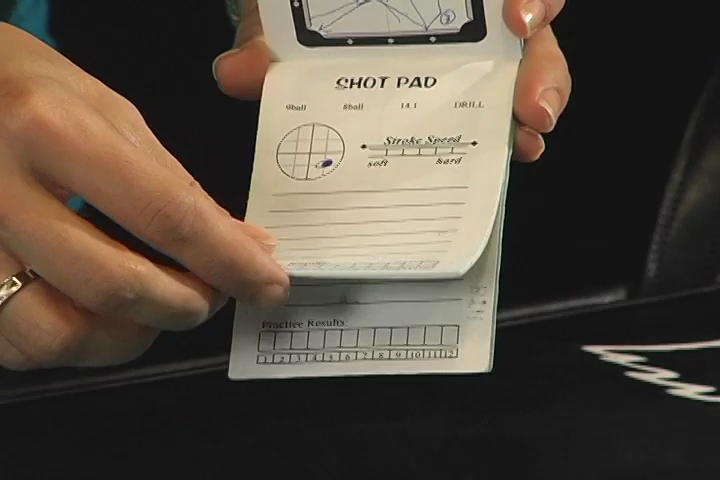 SHOT PAD
9ball 8ball 14.1 DRILL
Stroke Speed
soft hard
Practice Results:
1 2 3 4 5 6 7 8 9 10 11 12